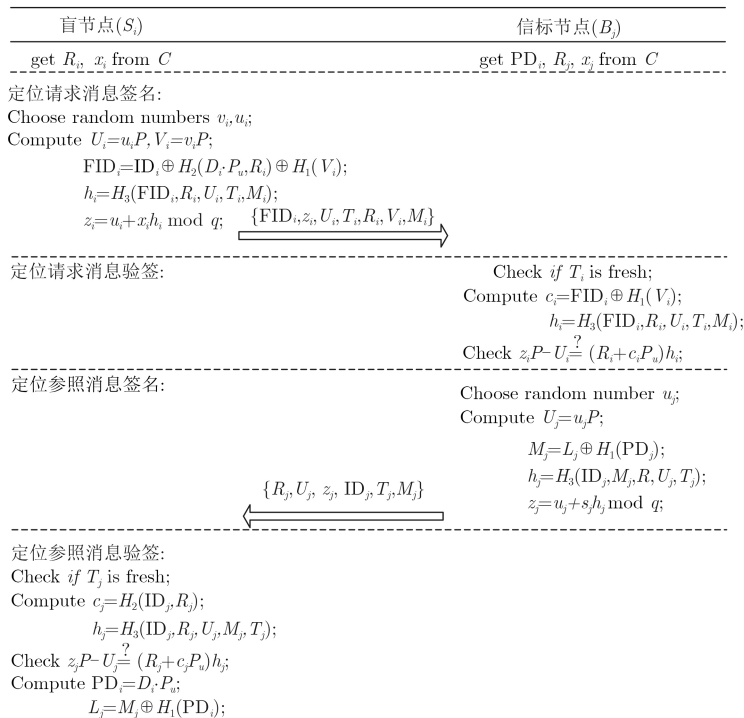 盲节点(Sᵢ) 信标节点(Bⱼ)
get Rᵢ, xᵢ from C get PDᵢ, Rⱼ, xⱼ from C
定位请求消息签名:
Choose random numbers vᵢ,uᵢ;
Compute Uᵢ=uᵢP,Vᵢ=vᵢP;
FIDᵢ=IDᵢ⊕H₂(Dᵢ·Pᵤ,Rᵢ)⊕H₁(Vᵢ);
hᵢ=H₃(FIDᵢ,Rᵢ,Uᵢ,Tᵢ,Mᵢ);
zᵢ=uᵢ+xᵢhᵢ mod q; {FIDᵢ,zᵢ,Uᵢ,Tᵢ,Rᵢ,Vᵢ,Mᵢ}
定位请求消息验签: Check if Tᵢ is fresh;
Compute cᵢ=FIDᵢ⊕H₁(Vᵢ);
hᵢ=H₃(FIDᵢ,Rᵢ,Uᵢ,Tᵢ,Mᵢ);
Check zᵢP−Uᵢ≟(Rᵢ+cᵢPᵤ)hᵢ;
定位参照消息签名:
Choose random number uⱼ;
Compute Uⱼ=uⱼP;
Mⱼ=Lⱼ⊕H₁(PDⱼ);
hⱼ=H₃(IDⱼ,Mⱼ,R,Uⱼ,Tⱼ);
{Rⱼ,Uⱼ, zⱼ, IDⱼ,Tⱼ,Mⱼ}
zⱼ=uⱼ+sⱼhⱼ mod q;
定位参照消息验签:
Check if Tⱼ is fresh;
Compute cⱼ=H₂(IDⱼ,Rⱼ);
hⱼ=H₃(IDⱼ,Rⱼ,Uⱼ,Mⱼ,Tⱼ);
Check zⱼP−Uⱼ≟(Rⱼ+cⱼPᵤ)hⱼ;
Compute PDᵢ=Dᵢ·Pᵤ;
Lⱼ=Mⱼ⊕H₁(PDᵢ);